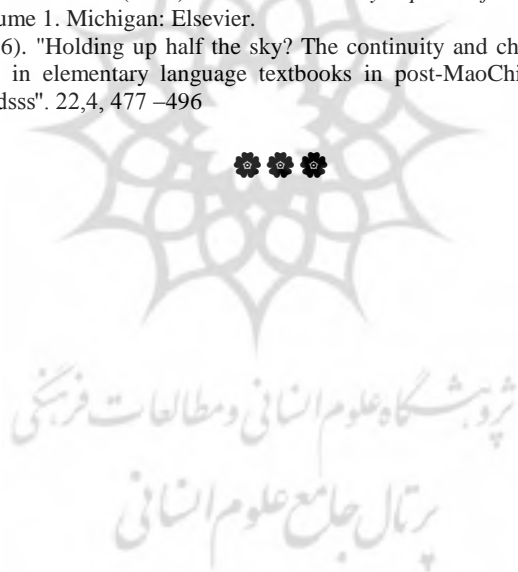 ume 1. Michigan: Elsevier.
6). "Holding up half the sky? The continuity and ch
in elementary language textbooks in post-MaoChi
dsss". 22,4, 477 –496
پژوهشگاه علوم انسانی و مطالعات فرهنگی
پرتال جامع علوم انسانی